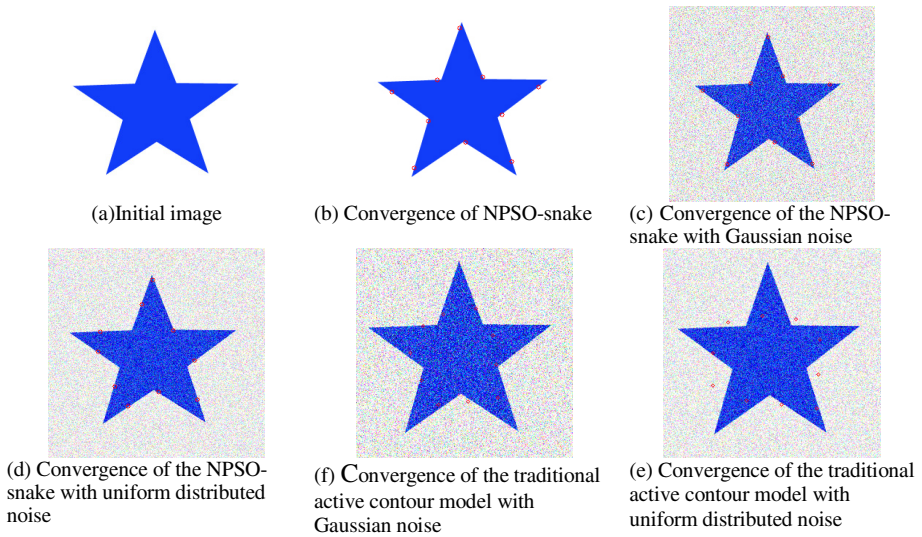 (a)Initial image
(b) Convergence of NPSO-snake
(c) Convergence of the NPSO-
snake with Gaussian noise
(d) Convergence of the NPSO-
snake with uniform distributed
noise
(f) Convergence of the traditional
active contour model with
Gaussian noise
(e) Convergence of the traditional
active contour model with
uniform distributed noise